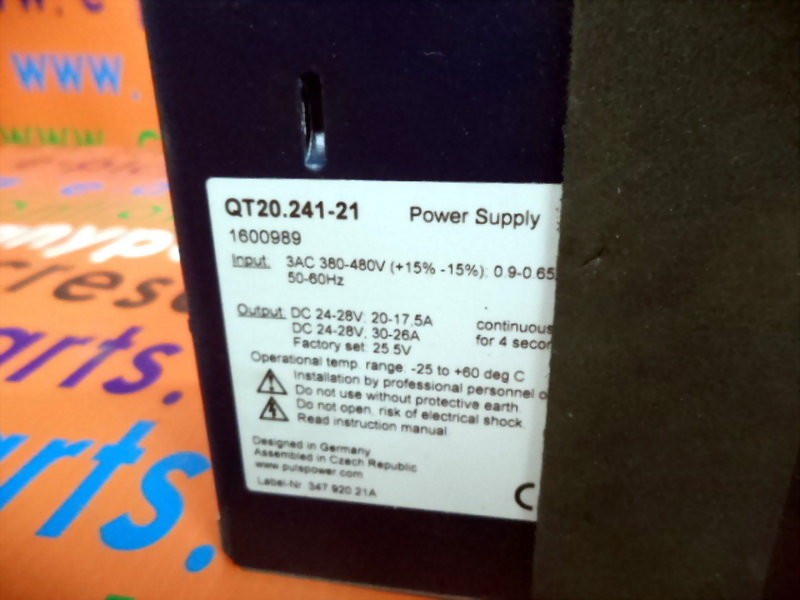 www.
QT20.241-21 Power Supply
1600989
Input: 3AC 380-480V (+15% -15%): 0.9-0.65
50-60Hz
Output: DC 24-28V: 20-17.5A continuous
DC 24-28V: 30-26A for 4 secon
Factory set: 25.5V
Operational temp. range: -25 to +60 deg C
Installation by professional personnel o
Do not use without protective earth.
Do not open, risk of electrical shock.
Read instruction manual.
Designed in Germany
Assembled in Czech Republic
www.pulspower.com
Label-Nr. 347.920.21A
C
arts.
arts.